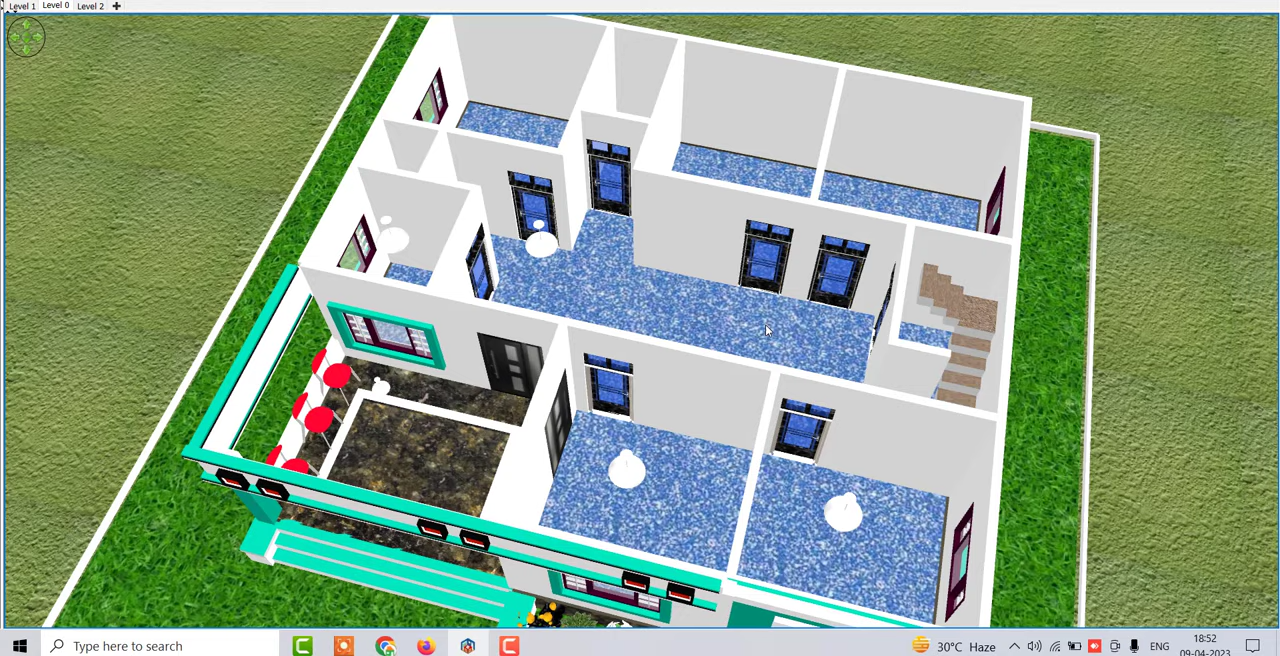 Level 1 Level 0 Level 2
Type here to search
30°C Haze
ENG
18:52
09-04-2023